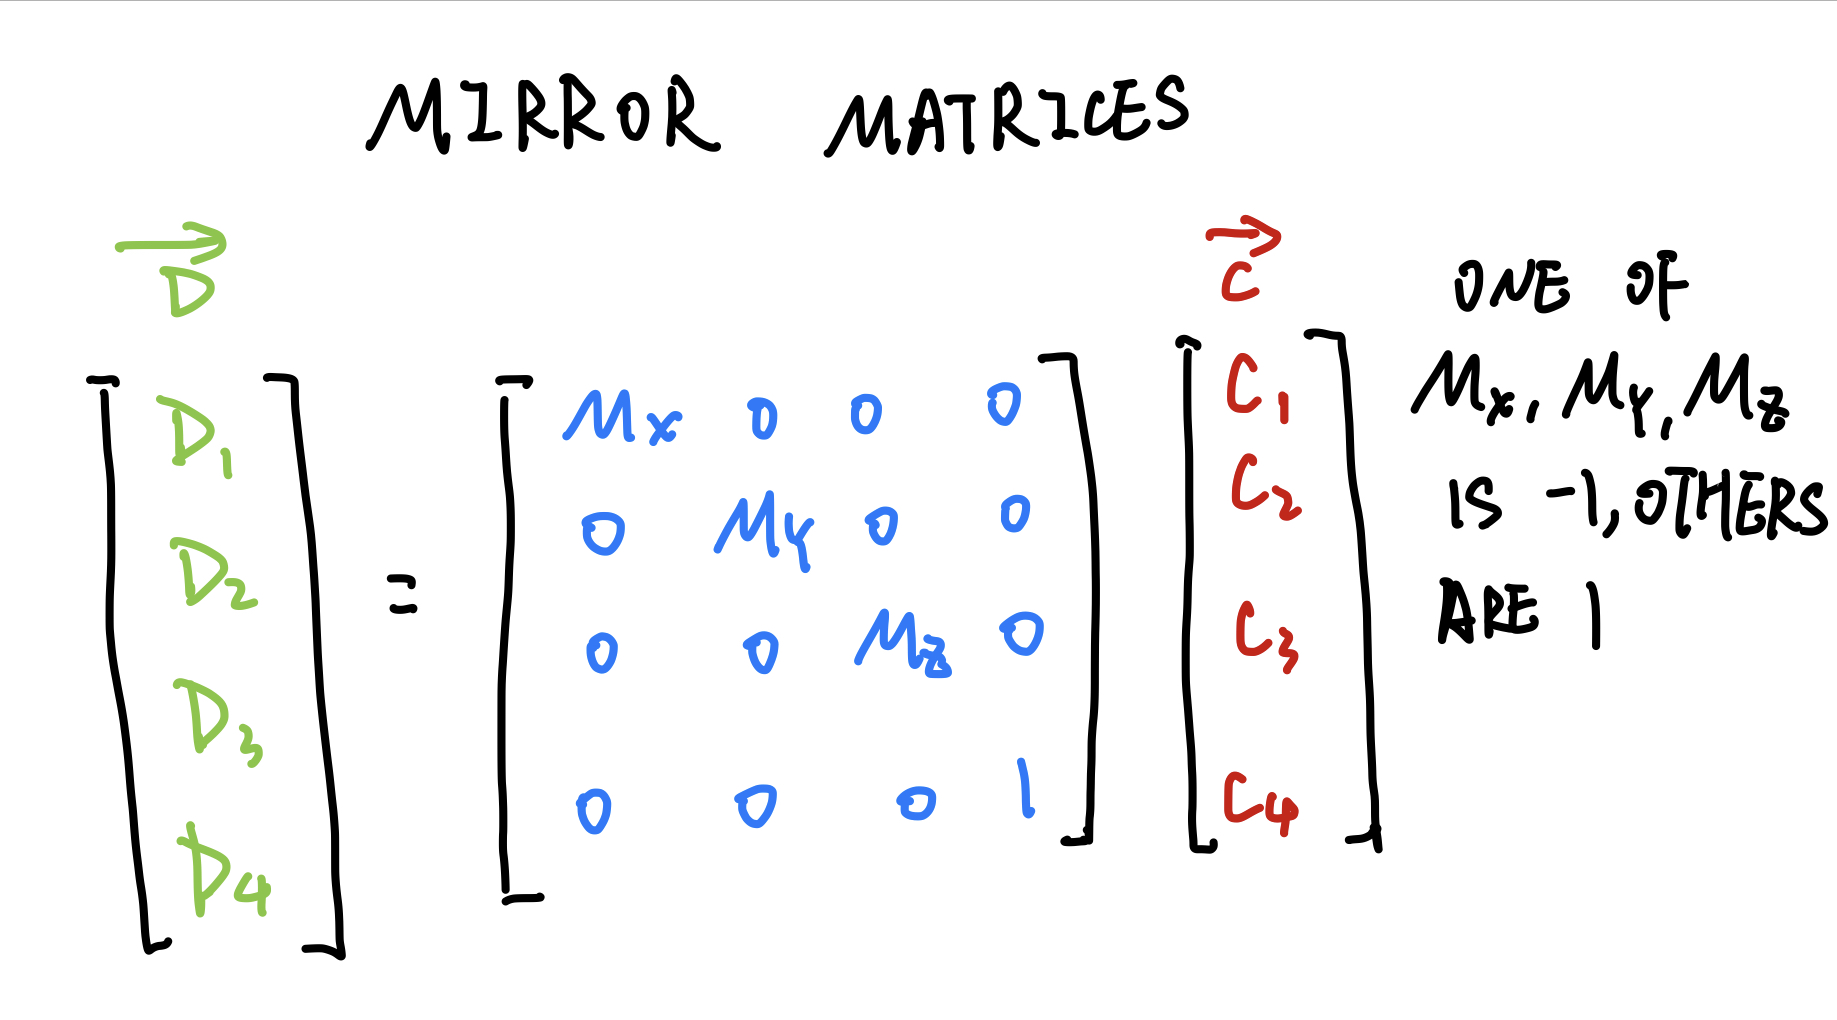 MIRROR MATRICES
D C
ONE OF
Mx, My, Mz
IS -1, OTHERS
ARE 1
D1 = Mx 0 0 0 C1
D2 0 My 0 0 C2
D3 0 0 Mz 0 C3
D4 0 0 0 1 C4